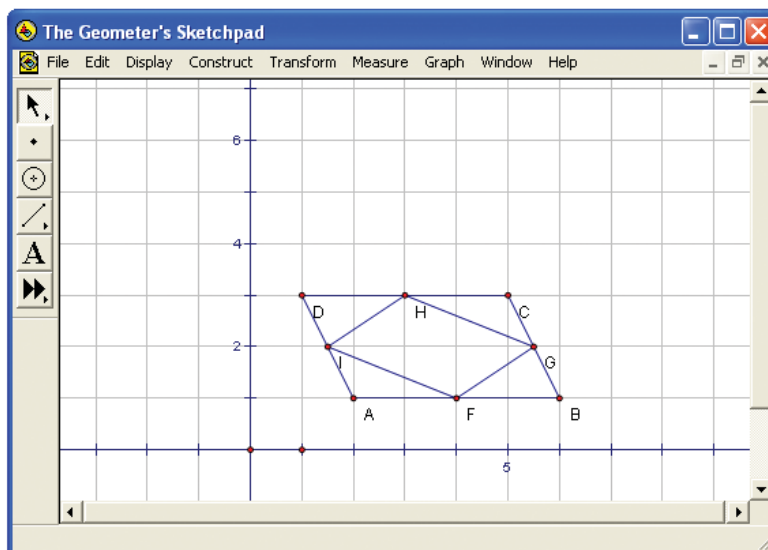 The Geometer's Sketchpad
File Edit Display Construct Transform Measure Graph Window Help
A
6
4
D H C
2
I G
A F B
5